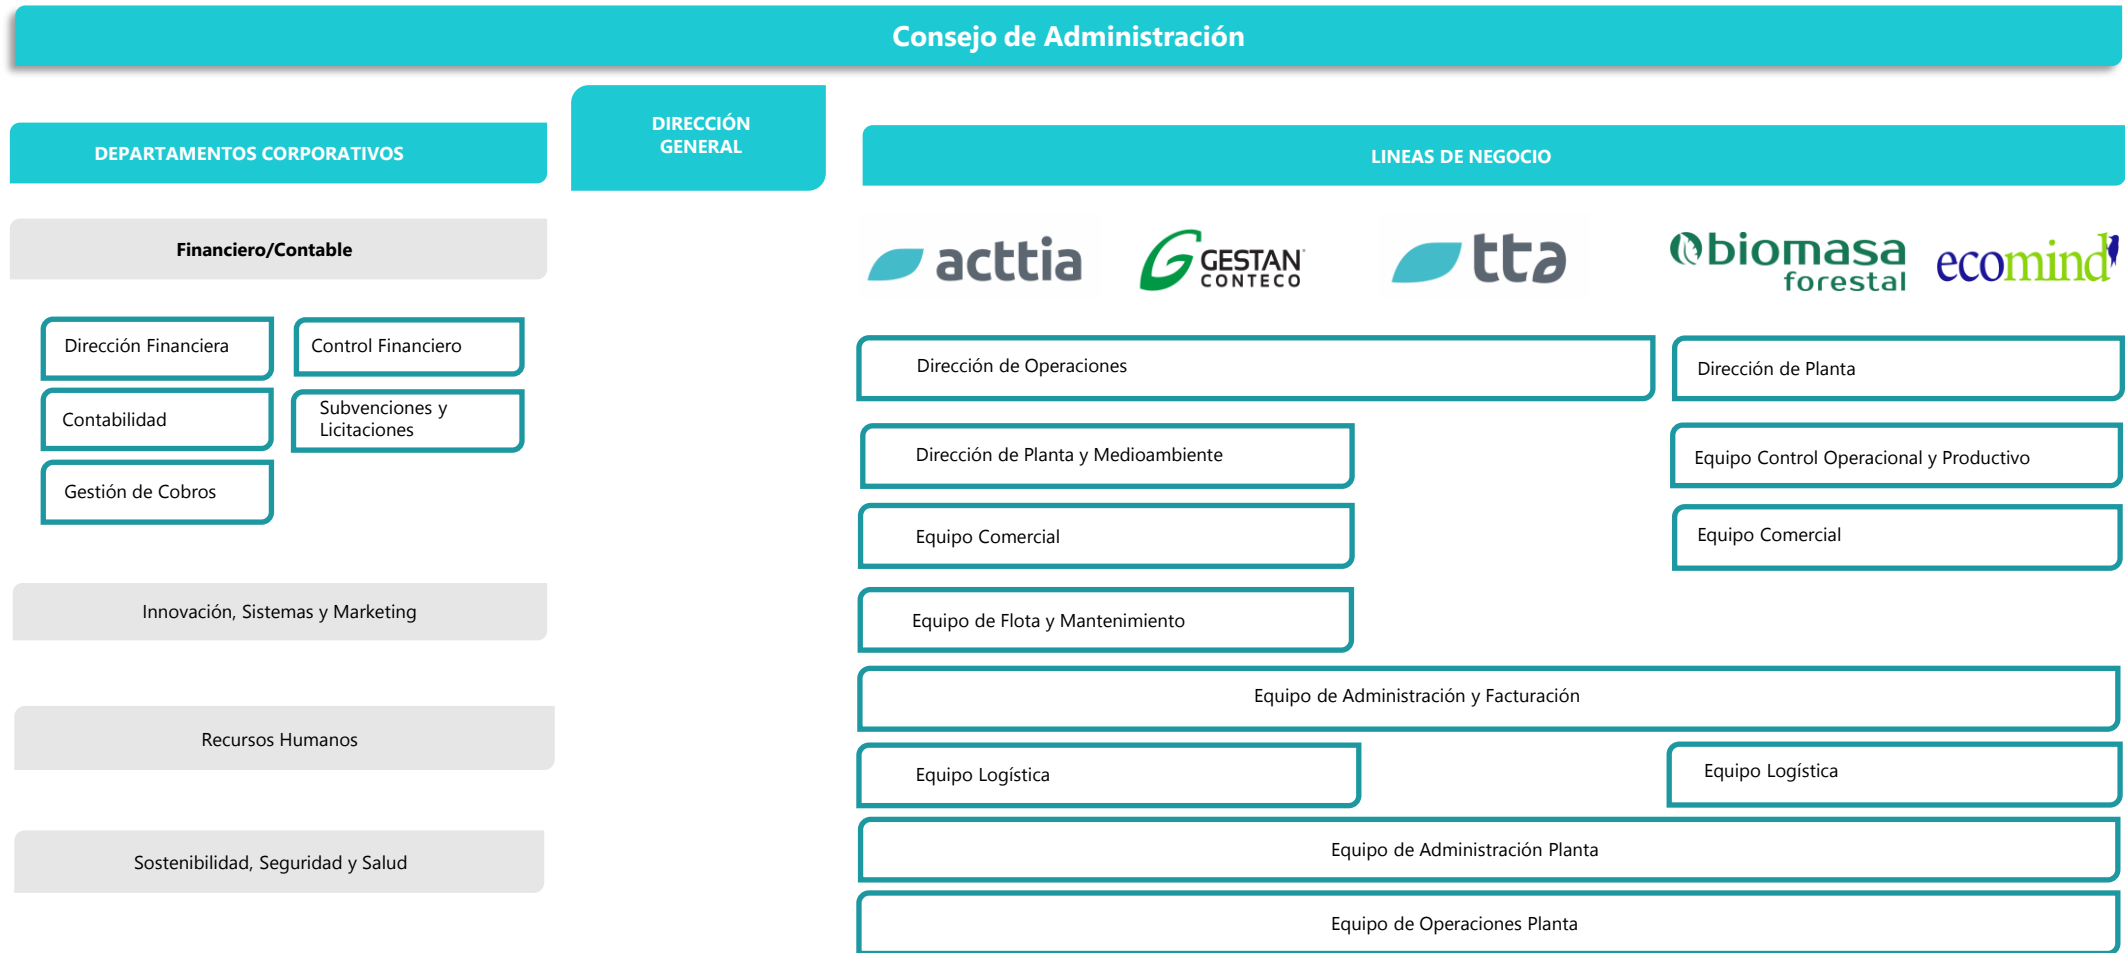 Consejo de Administración
DEPARTAMENTOS CORPORATIVOS
DIRECCIÓN
GENERAL
LINEAS DE NEGOCIO
Financiero/Contable
acttia
GESTAN
CONTECO
tta
biomasa
forestal
ecomind
Dirección Financiera
Control Financiero
Contabilidad
Subvenciones y
Licitaciones
Gestión de Cobros
Innovación, Sistemas y Marketing
Recursos Humanos
Sostenibilidad, Seguridad y Salud
Dirección de Operaciones
Dirección de Planta
Dirección de Planta y Medioambiente
Equipo Control Operacional y Productivo
Equipo Comercial
Equipo Comercial
Equipo de Flota y Mantenimiento
Equipo de Administración y Facturación
Equipo Logística
Equipo Logística
Equipo de Administración Planta
Equipo de Operaciones Planta